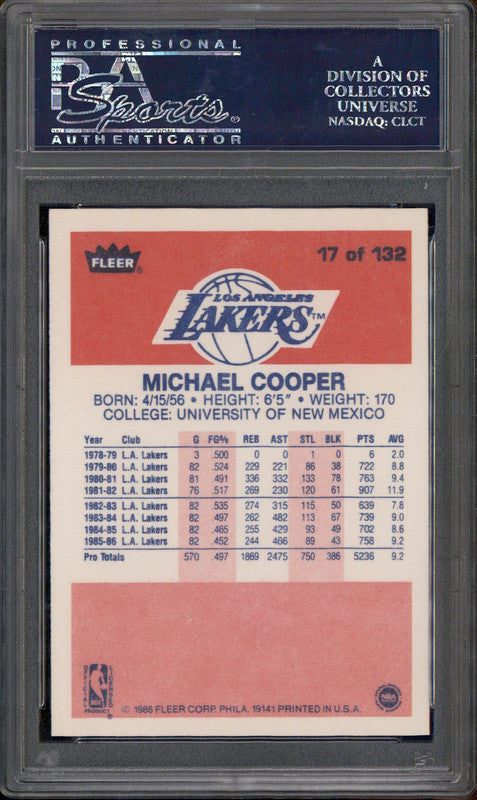 PROFESSIONAL
PSA
Sports
AUTHENTICATOR
A
DIVISION OF
COLLECTORS
UNIVERSE
NASDAQ: CLCT
FLEER®
17 of 132
LOS ANGELES
LAKERS™
MICHAEL COOPER
BORN: 4/15/56 • HEIGHT: 6'5" • WEIGHT: 170
COLLEGE: UNIVERSITY OF NEW MEXICO
Year Club G FG% REB AST STL BLK PTS AVG
1978-79 L.A. Lakers 3 .500 0 0 1 0 6 2.0
1979-80 L.A. Lakers 82 .524 229 221 86 38 722 8.8
1980-81 L.A. Lakers 81 .491 336 332 133 78 763 9.4
1981-82 L.A. Lakers 76 .517 269 230 120 61 907 11.9
1982-83 L.A. Lakers 82 .535 274 315 115 50 639 7.8
1983-84 L.A. Lakers 82 .497 262 482 113 67 739 9.0
1984-85 L.A. Lakers 82 .465 255 429 93 49 702 8.6
1985-86 L.A. Lakers 82 .452 244 466 89 43 758 9.2
Pro Totals 570 .497 1869 2475 750 386 5236 9.2
OFFICIAL LICENSED
NBA
PRODUCT
NBA
© 1986 FLEER CORP. PHILA. 19141 PRINTED IN U.S.A.